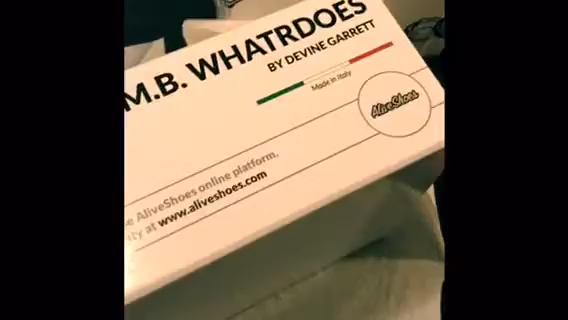 M.B. WHATRDOES
BY DEVINE GARRETT
Made in Italy
AliveShoes
AliveShoes online platform.
at www.aliveshoes.com